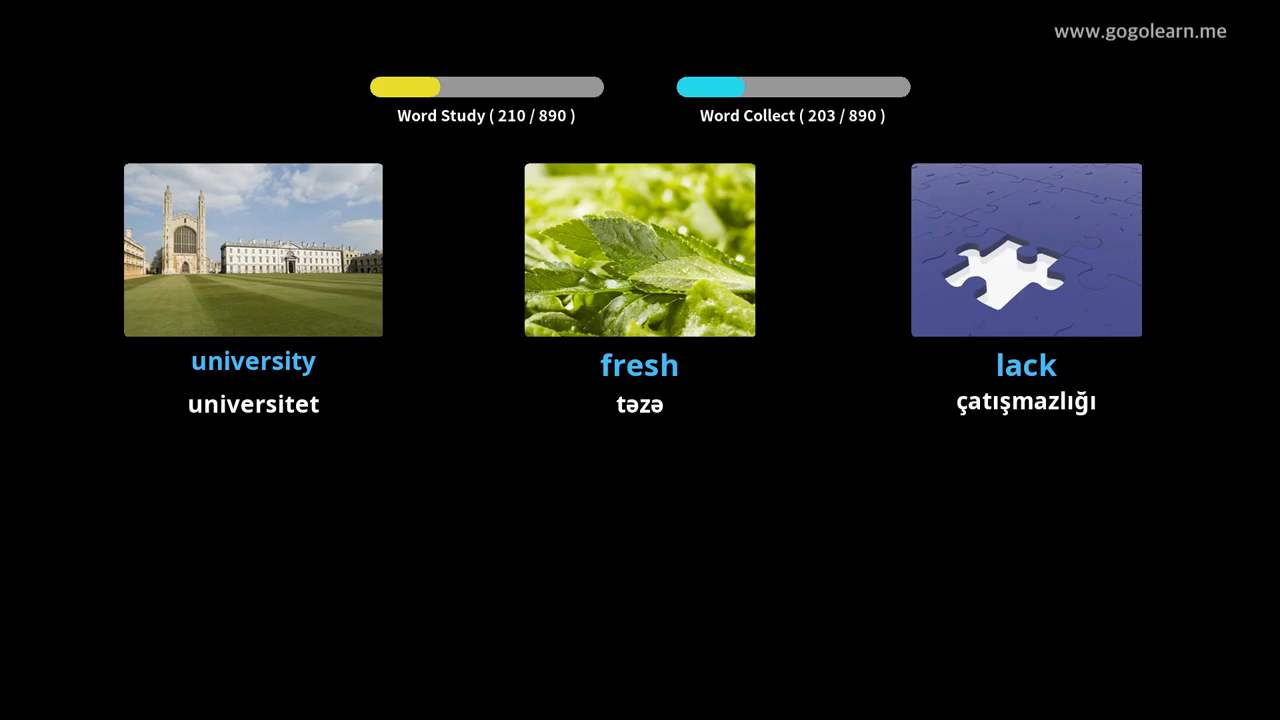 www.gogolearn.me
Word Study ( 210 / 890 )
Word Collect ( 203 / 890 )
university
universitet
fresh
təzə
lack
çatışmazlığı